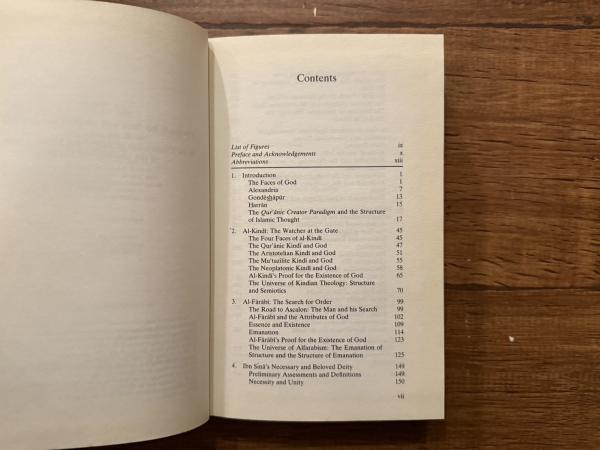 Contents
List of Figures ix
Preface and Acknowledgements x
Abbreviations xiii
1. Introduction 1
The Faces of God 1
Alexandria 7
Gondēs̲h̲āpūr 13
Ḥarrān 15
The Qur'ānic Creator Paradigm and the Structure
of Islamic Thought 17
2. Al-Kindī: The Watcher at the Gate 45
The Four Faces of al-Kindī 45
The Qur'ānic Kindī and God 47
The Aristotelian Kindī and God 51
The Mu'tazilite Kindī and God 55
The Neoplatonic Kindī and God 58
Al-Kindī's Proof for the Existence of God 65
The Universe of Kindian Theology: Structure
and Semiotics 70
3. Al-Fārābī: The Search for Order 99
The Road to Ascalon: The Man and his Search 99
Al-Fārābī and the Attributes of God 102
Essence and Existence 109
Emanation 114
Al-Fārābī's Proof for the Existence of God 123
The Universe of Alfarabism: The Emanation of
Structure and the Structure of Emanation 125
4. Ibn Sīnā's Necessary and Beloved Deity 149
Preliminary Assessments and Definitions 149
Necessity and Unity 150
vii